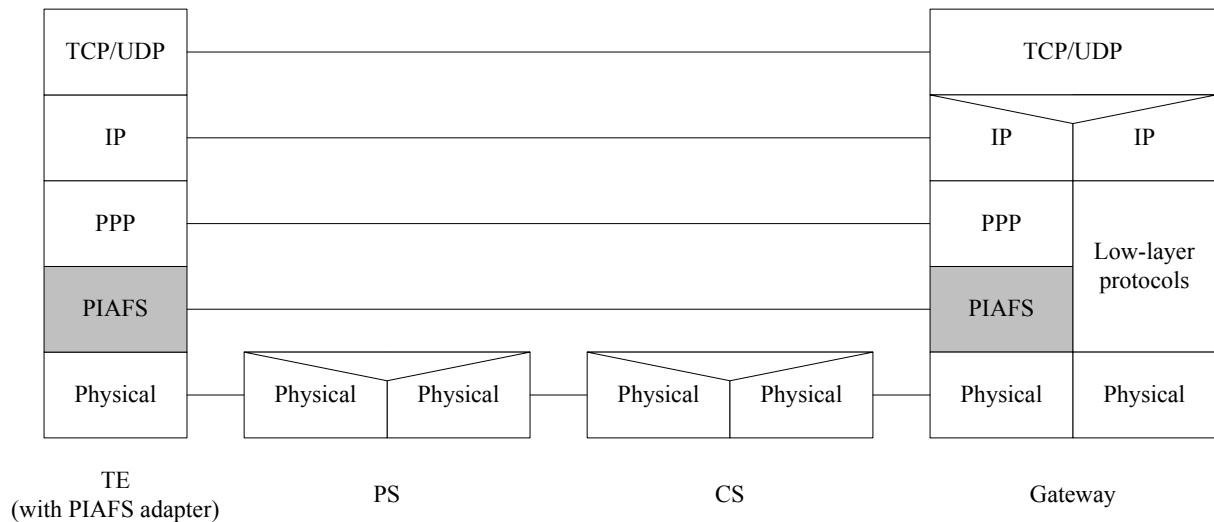 TCP/UDP
TCP/UDP
IP
IP
IP
PPP
PPP
Low-layer
protocols
PIAFS
PIAFS
Physical
Physical
Physical
Physical
Physical
Physical
Physical
TE
(with PIAFS adapter)
PS
CS
Gateway